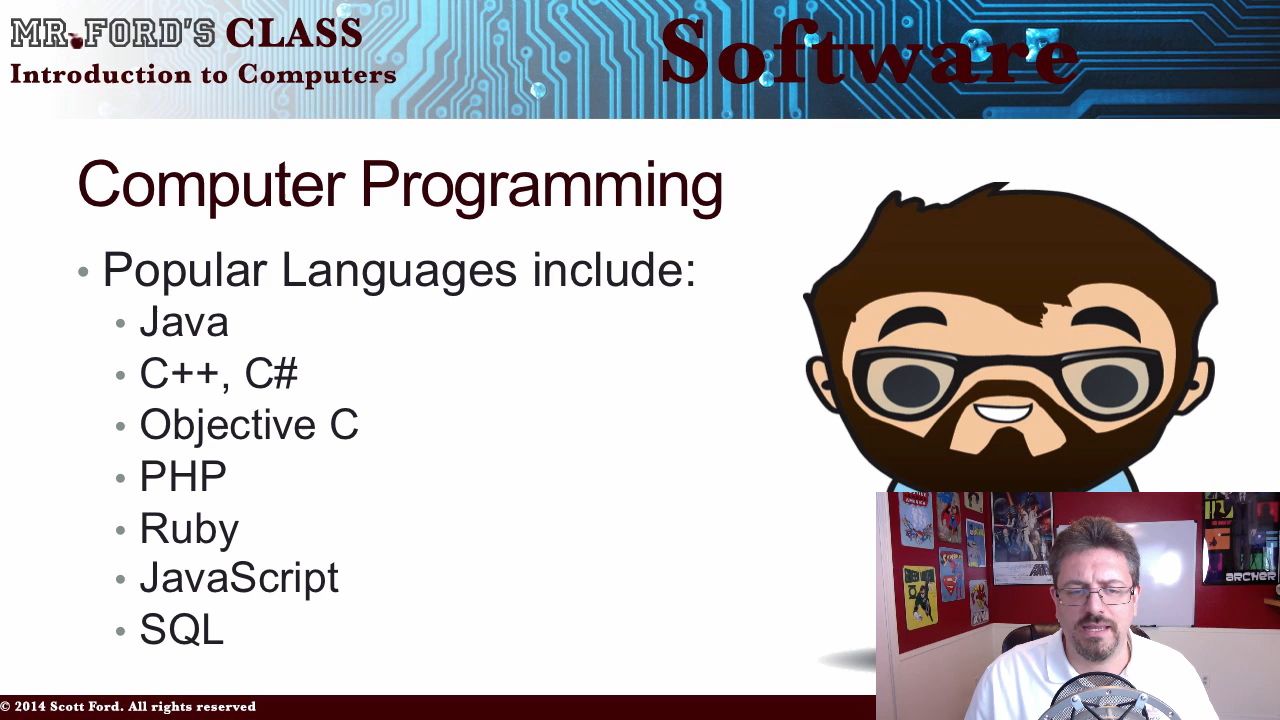 MR. FORD'S CLASS
Introduction to Computers
Software
Computer Programming
• Popular Languages include:
• Java
• C++, C#
• Objective C
• PHP
• Ruby
• JavaScript
• SQL
ARCHER
© 2014 Scott Ford. All rights reserved